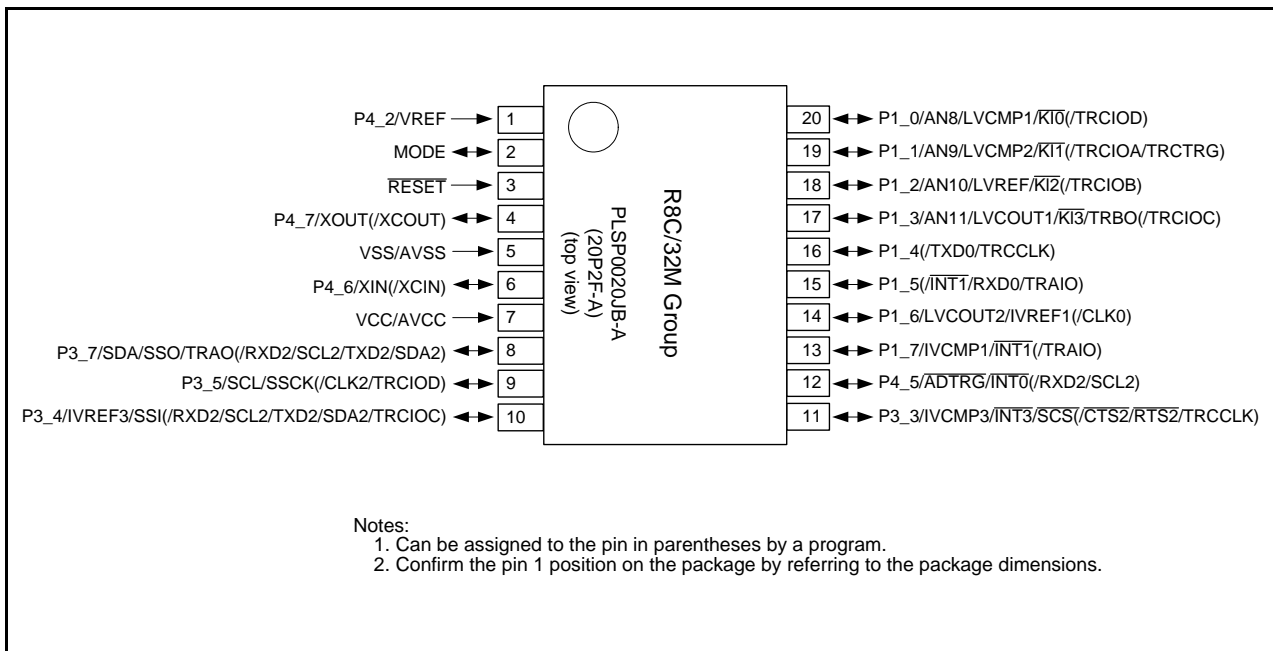 P4_2/VREF 1
MODE 2
RESET 3
P4_7/XOUT(/XCOUT) 4
VSS/AVSS 5
P4_6/XIN(/XCIN) 6
VCC/AVCC 7
P3_7/SDA/SSO/TRAO(/RXD2/SCL2/TXD2/SDA2) 8
P3_5/SCL/SSCK(/CLK2/TRCIOD) 9
P3_4/IVREF3/SSI(/RXD2/SCL2/TXD2/SDA2/TRCIOC) 10
R8C/32M Group
PLSP0020JB-A
(20P2F-A)
(top view)
20 P1_0/AN8/LVCMP1/KI0(/TRCIOD)
19 P1_1/AN9/LVCMP2/KI1(/TRCIOA/TRCTRG)
18 P1_2/AN10/LVREF/KI2(/TRCIOB)
17 P1_3/AN11/LVCOUT1/KI3/TRBO(/TRCIOC)
16 P1_4(/TXD0/TRCCLK)
15 P1_5(/INT1/RXD0/TRAIO)
14 P1_6/LVCOUT2/IVREF1(/CLK0)
13 P1_7/IVCMP1/INT1(/TRAIO)
12 P4_5/ADTRG/INT0(/RXD2/SCL2)
11 P3_3/IVCMP3/INT3/SCS(/CTS2/RTS2/TRCCLK)
Notes:
1. Can be assigned to the pin in parentheses by a program.
2. Confirm the pin 1 position on the package by referring to the package dimensions.